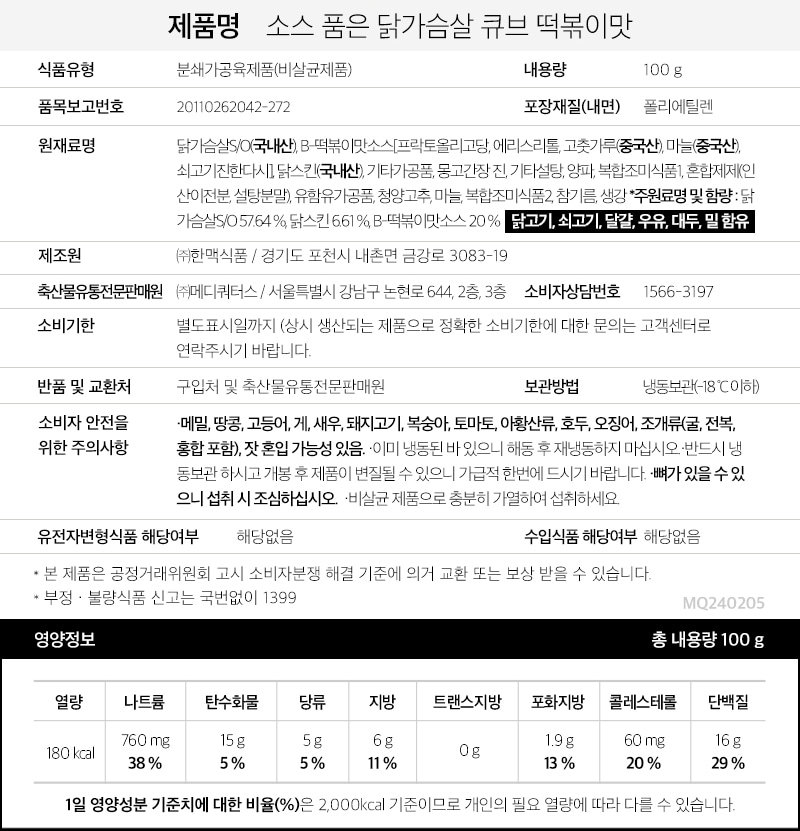 제품명 소스 품은 닭가슴살 큐브 떡볶이맛
식품유형 분쇄가공육제품(비살균제품) 내용량 100 g
품목보고번호 20110262042-272 포장재질(내면) 폴리에틸렌
원재료명 닭가슴살S/O(국내산), B-떡볶이맛소스[프락토올리고당, 에리스리톨, 고춧가루(중국산), 마늘(중국산),
쇠고기진한다시], 닭스킨(국내산), 기타가공품, 몽고간장 진, 기타설탕, 양파, 복합조미식품1, 혼합제제(인
산이전분, 설탕분말), 유함유가공품, 청양고추, 마늘, 복합조미식품2, 참기름, 생강 *주원료명 및 함량 : 닭
가슴살S/O 57.64 %, 닭스킨 6.61 %, B-떡볶이맛소스 20 % 닭고기, 쇠고기, 달걀, 우유, 대두, 밀 함유
제조원 ㈜한맥식품 / 경기도 포천시 내촌면 금강로 3083-19
축산물유통전문판매원 ㈜메디쿼터스 / 서울특별시 강남구 논현로 644, 2층, 3층 소비자상담번호 1566-3197
소비기한 별도표시일까지 (상시 생산되는 제품으로 정확한 소비기한에 대한 문의는 고객센터로
연락주시기 바랍니다.
반품 및 교환처 구입처 및 축산물유통전문판매원 보관방법 냉동보관(-18℃이하)
소비자 안전을 ·메밀, 땅콩, 고등어, 게, 새우, 돼지고기, 복숭아, 토마토, 아황산류, 호두, 오징어, 조개류(굴, 전복,
위한 주의사항 홍합 포함), 잣 혼입 가능성 있음. ·이미 냉동된 바 있으니 해동 후 재냉동하지 마십시오.·반드시 냉
동보관 하시고 개봉 후 제품이 변질될 수 있으니 가급적 한번에 드시기 바랍니다. ·뼈가 있을 수 있
으니 섭취 시 조심하십시오. ·비살균 제품으로 충분히 가열하여 섭취하세요.
유전자변형식품 해당여부 해당없음 수입식품 해당여부 해당없음
* 본 제품은 공정거래위원회 고시 소비자분쟁 해결 기준에 의거 교환 또는 보상 받을 수 있습니다.
* 부정 · 불량식품 신고는 국번없이 1399
MQ240205
영양정보 총 내용량 100 g
열량 나트륨 탄수화물 당류 지방 트랜스지방 포화지방 콜레스테롤 단백질
180 kcal 760 mg 15 g 5 g 6 g 0 g 1.9 g 60 mg 16 g
38 % 5 % 5 % 11 % 13 % 20 % 29 %
1일 영양성분 기준치에 대한 비율(%)은 2,000kcal 기준이므로 개인의 필요 열량에 따라 다를 수 있습니다.